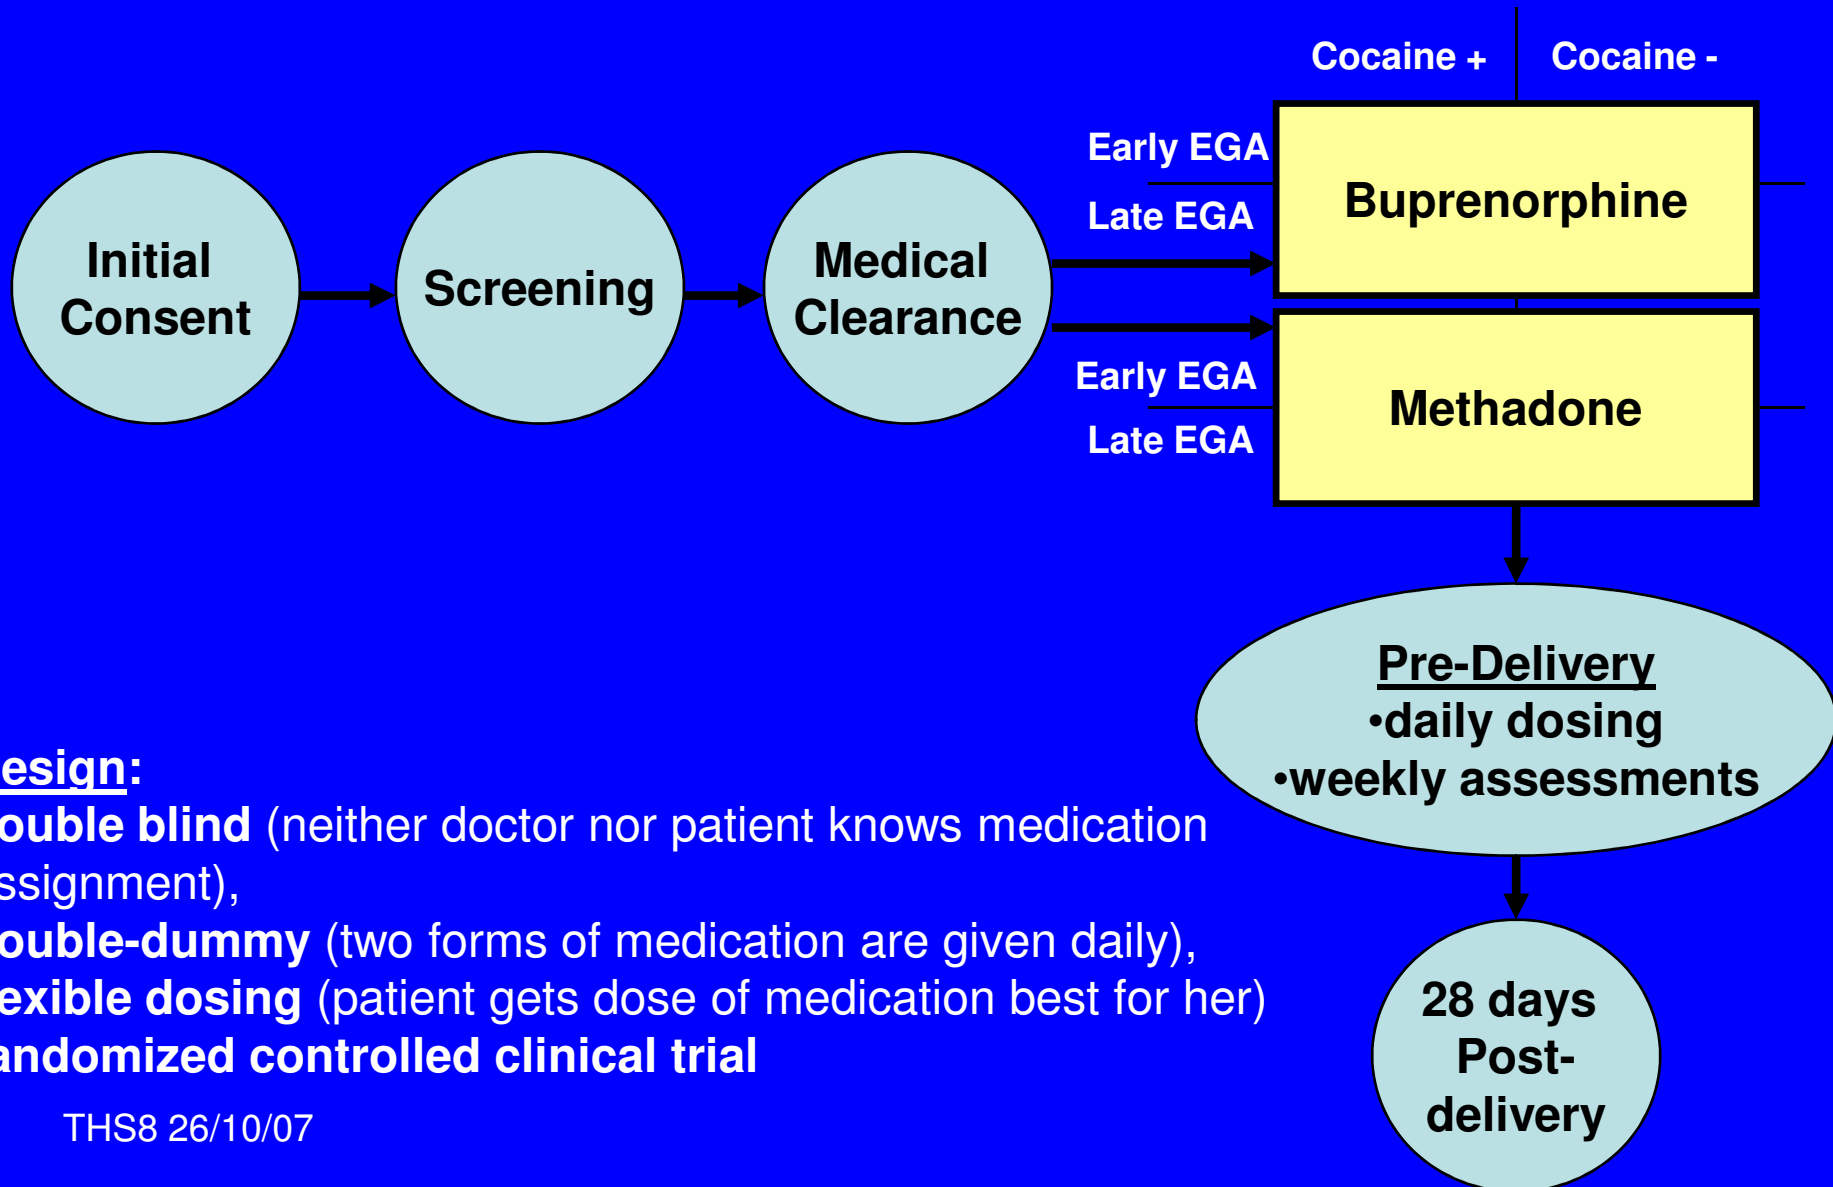 Cocaine +
Cocaine -
Early EGA
Late EGA
Buprenorphine
Initial
Consent
Screening
Medical
Clearance
Early EGA
Late EGA
Methadone
Pre-Delivery
•daily dosing
•weekly assessments
esign:
ouble blind (neither doctor nor patient knows medication
ssignment),
ouble-dummy (two forms of medication are given daily),
exible dosing (patient gets dose of medication best for her)
andomized controlled clinical trial
28 days
Post-
delivery
THS8 26/10/07